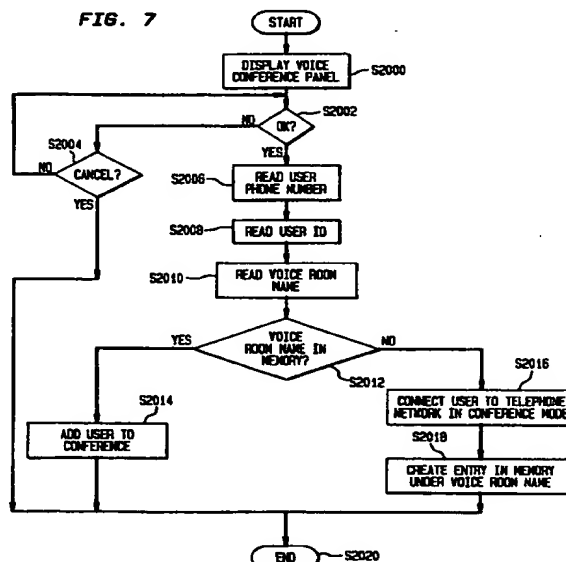 FIG. 7
START
DISPLAY VOICE
CONFERENCE PANEL
S2000
S2002
OK?
NO
YES
S2004
CANCEL?
NO
YES
S2006
READ USER
PHONE NUMBER
S2008
READ USER ID
S2010
READ VOICE ROOM
NAME
VOICE
ROOM NAME IN
MEMORY?
YES
NO
S2012
S2014
ADD USER TO
CONFERENCE
S2016
CONNECT USER TO TELEPHONE
NETWORK IN CONFERENCE MODE
S2018
CREATE ENTRY IN MEMORY
UNDER VOICE ROOM NAME
END
S2020